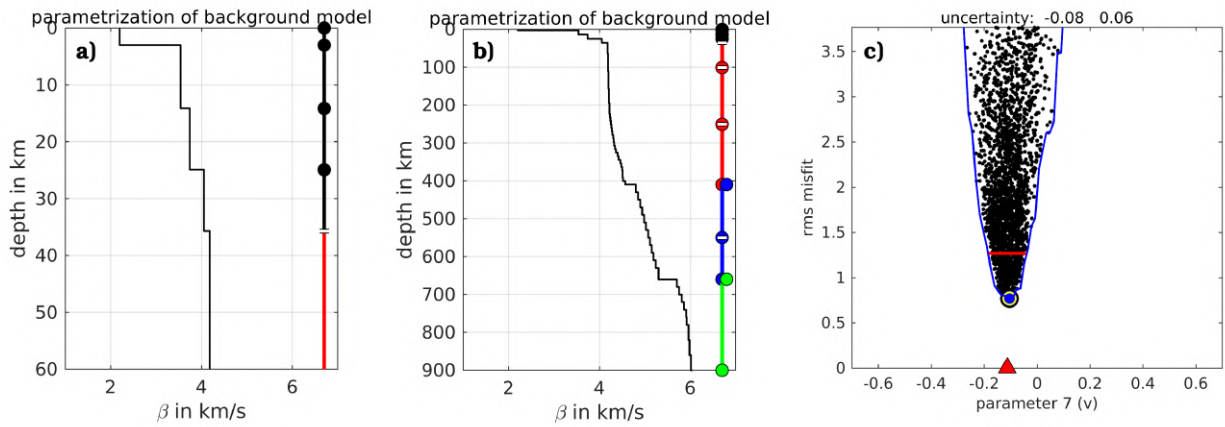 parametrization of background model
a)
0
10
20
30
40
50
60
depth in km
2 4 6
β in km/s
parametrization of background model
b)
0
100
200
300
400
500
600
700
800
900
depth in km
2 4 6
β in km/s
uncertainty: -0.08 0.06
c)
3.5
3
2.5
2
1.5
1
0.5
0
rms misfit
-0.6 -0.4 -0.2 0 0.2 0.4 0.6
parameter 7 (v)